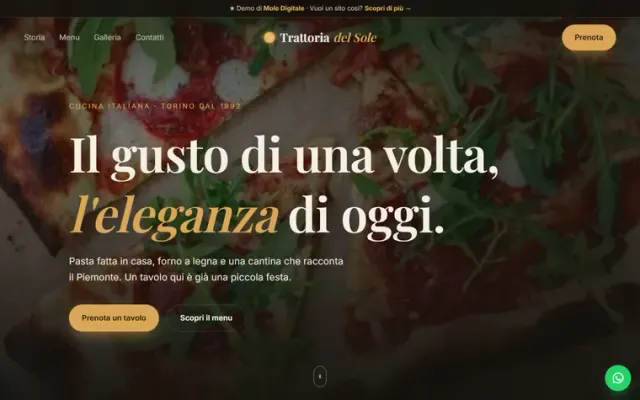 ★ Demo di Mole Digitale · Vuoi un sito così? Scopri di più →
Storia Menu Galleria Contatti
Trattoria del Sole
Prenota
CUCINA ITALIANA · TORINO DAL 1992
Il gusto di una volta,
l'eleganza di oggi.
Pasta fatta in casa, forno a legna e una cantina che racconta
il Piemonte. Un tavolo qui è già una piccola festa.
Prenota un tavolo
Scopri il menu